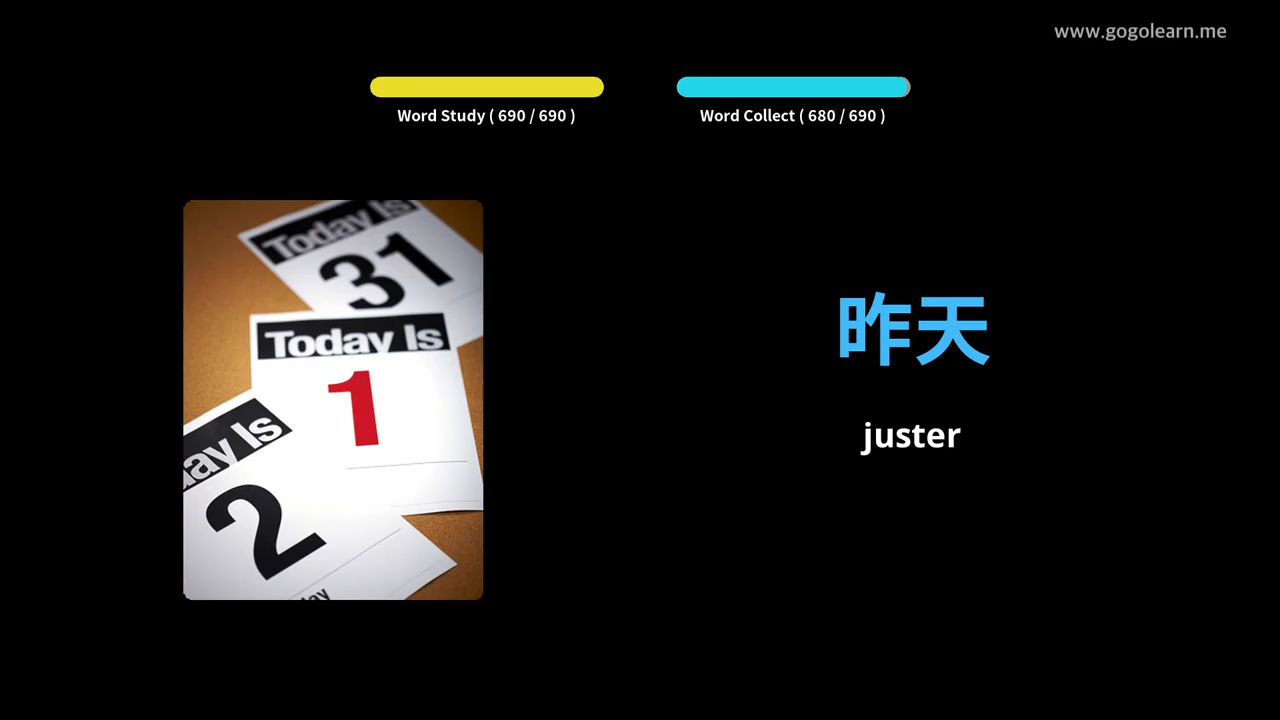 www.gogolearn.me
Word Study ( 690 / 690 )
Word Collect ( 680 / 690 )
Today Is
31
Today Is
1
ay Is
2
昨天
juster